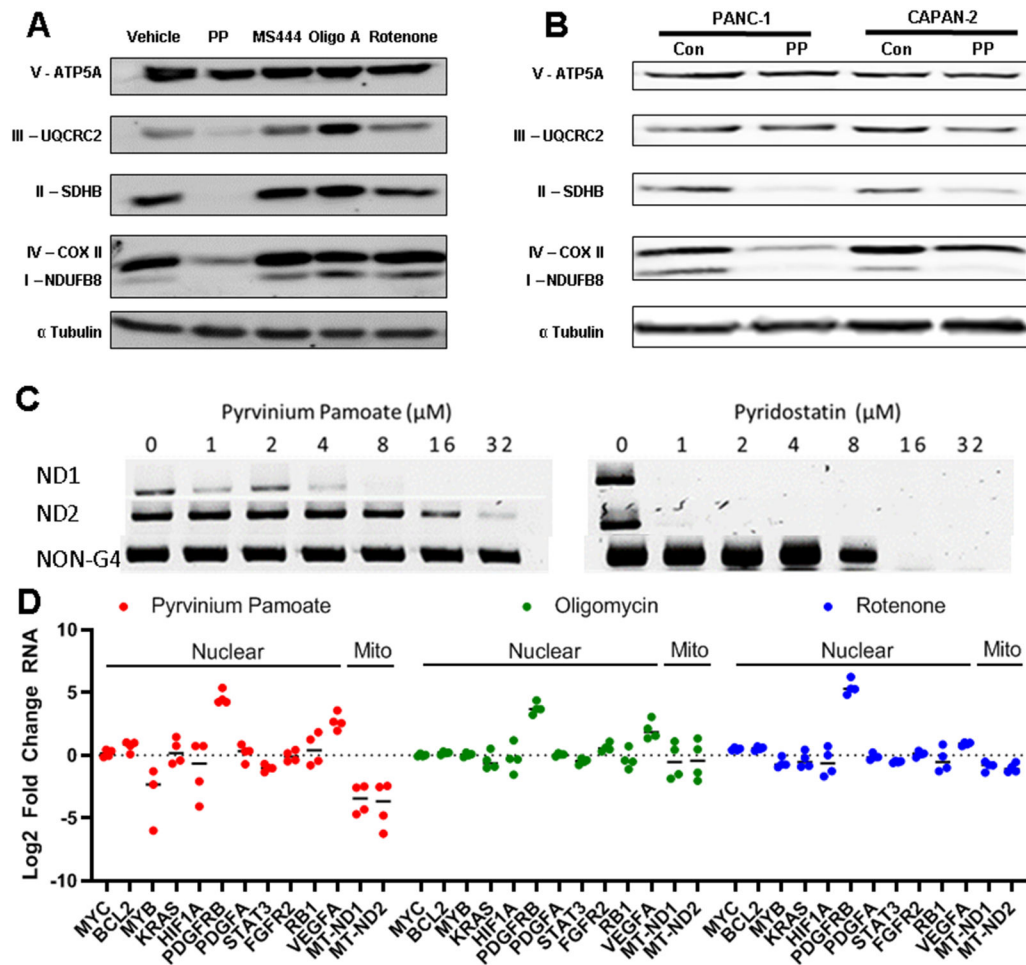 A
Vehicle PP MS444 Oligo A Rotenone
V - ATP5A
III – UQCRC2
II – SDHB
IV – COX II
I – NDUFB8
α Tubulin
B
PANC-1 CAPAN-2
Con PP Con PP
V - ATP5A
III – UQCRC2
II – SDHB
IV – COX II
I – NDUFB8
α Tubulin
C
Pyrvinium Pamoate (µM) Pyridostatin (µM)
0 1 2 4 8 16 32 0 1 2 4 8 16 32
ND1
ND2
NON-G4
D
Pyrvinium Pamoate Oligomycin Rotenone
Nuclear Mito Nuclear Mito Nuclear Mito
Log2 Fold Change RNA
10
5
0
-5
-10
MYC BCL2 MYB KRAS HIF1A PDGFRB PDGFA STAT3 FGFR2 RB1 VEGFA MT-ND1 MT-ND2 MYC BCL2 MYB KRAS HIF1A PDGFRB PDGFA STAT3 FGFR2 RB1 VEGFA MT-ND1 MT-ND2 MYC BCL2 MYB KRAS HIF1A PDGFRB PDGFA STAT3 FGFR2 RB1 VEGFA MT-ND1 MT-ND2